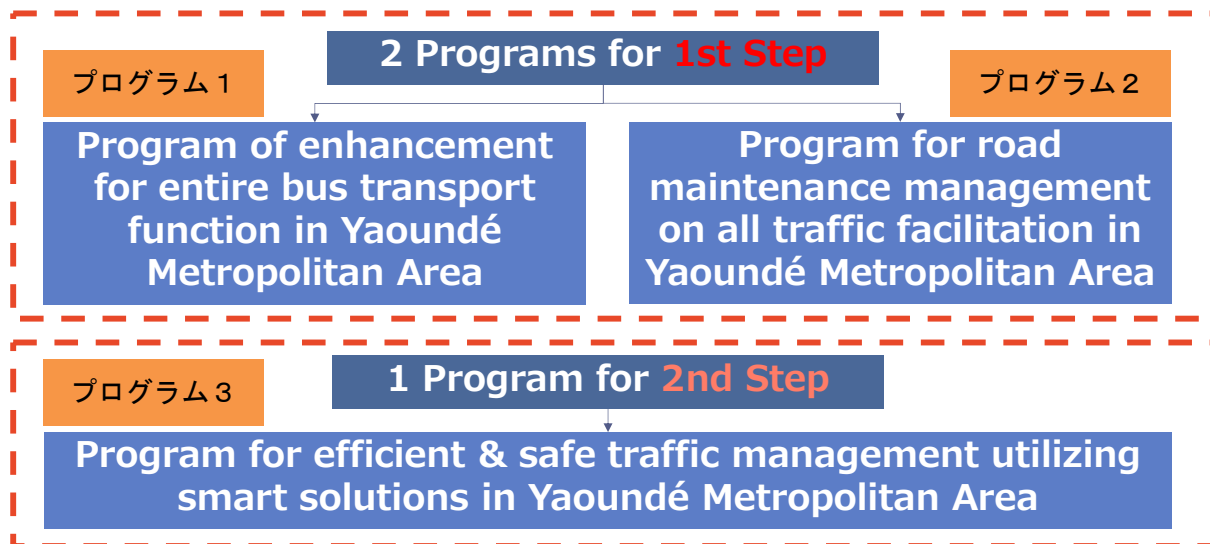 2 Programs for 1st Step
プログラム１
プログラム２
Program of enhancement
for entire bus transport
function in Yaoundé
Metropolitan Area
Program for road
maintenance management
on all traffic facilitation in
Yaoundé Metropolitan Area
プログラム３
1 Program for 2nd Step
Program for efficient & safe traffic management utilizing
smart solutions in Yaoundé Metropolitan Area